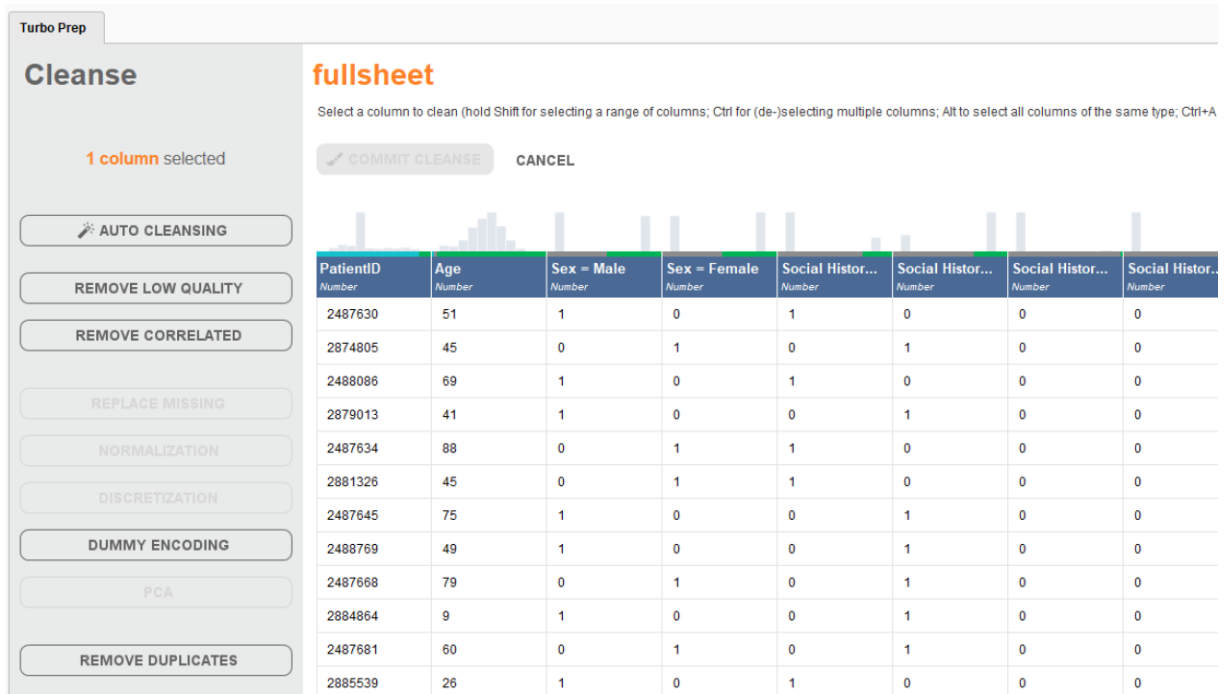 Turbo Prep
Cleanse
fullsheet
Select a column to clean (hold Shift for selecting a range of columns; Ctrl for (de-)selecting multiple columns; Alt to select all columns of the same type; Ctrl+A
1 column selected
COMMIT CLEANSE CANCEL
AUTO CLEANSING
REMOVE LOW QUALITY
REMOVE CORRELATED
REPLACE MISSING
NORMALIZATION
DISCRETIZATION
DUMMY ENCODING
PCA
REMOVE DUPLICATES
PatientID Age Sex = Male Sex = Female Social Histor... Social Histor... Social Histor... Social Histor..
Number Number Number Number Number Number Number Number
2487630 51 1 0 1 0 0 0
2874805 45 0 1 0 1 0 0
2488086 69 1 0 1 0 0 0
2879013 41 1 0 0 1 0 0
2487634 88 0 1 1 0 0 0
2881326 45 0 1 1 0 0 0
2487645 75 1 0 0 1 0 0
2488769 49 1 0 0 1 0 0
2487668 79 0 1 0 1 0 0
2884864 9 1 0 0 1 0 0
2487681 60 0 1 0 1 0 0
2885539 26 1 0 1 0 0 0